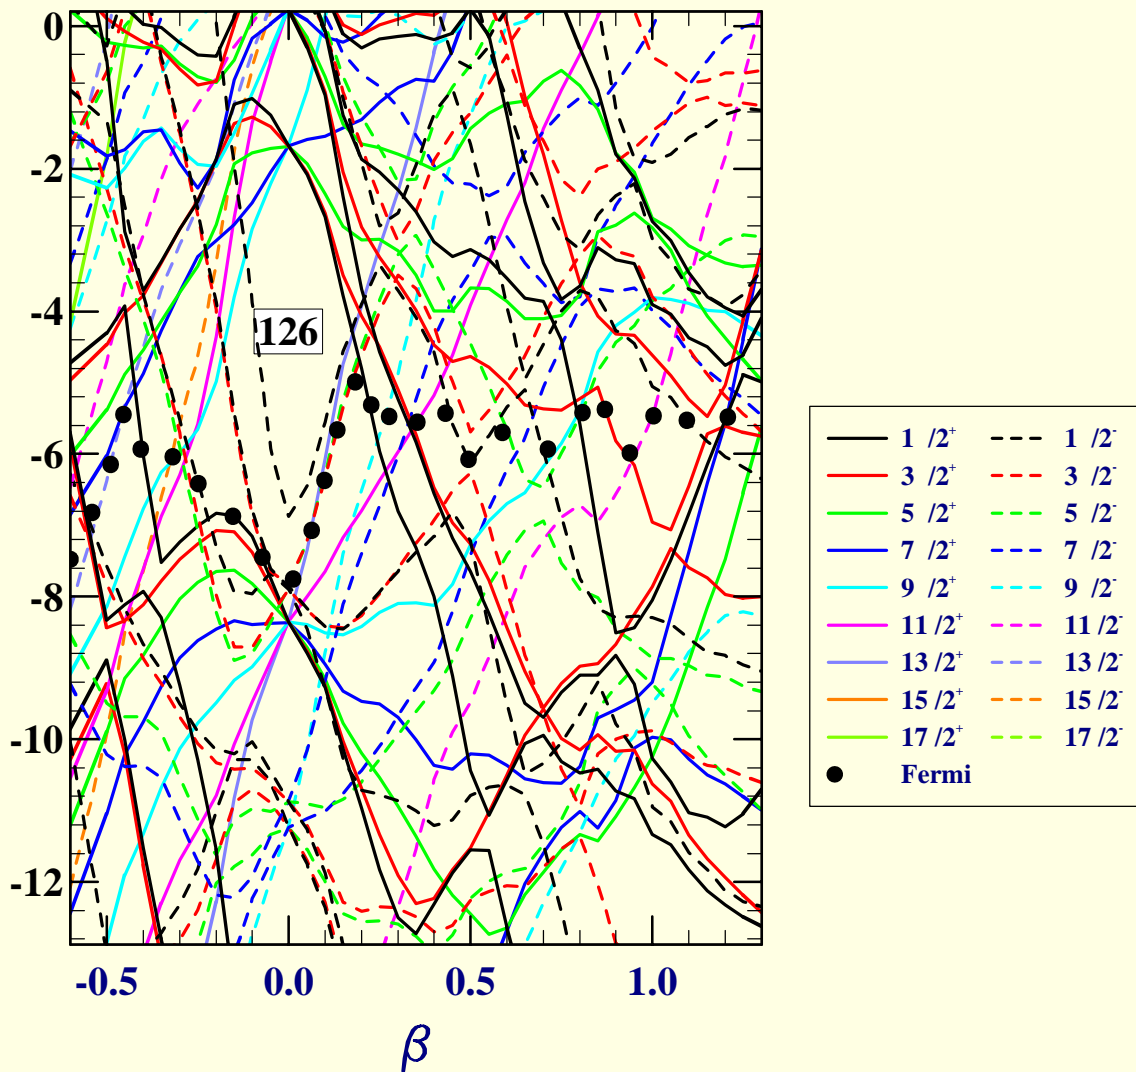 0
-2
-4
-6
-8
-10
-12
126
-0.5 0.0 0.5 1.0
β
1 /2⁺ 1 /2⁻
3 /2⁺ 3 /2⁻
5 /2⁺ 5 /2⁻
7 /2⁺ 7 /2⁻
9 /2⁺ 9 /2⁻
11 /2⁺ 11 /2⁻
13 /2⁺ 13 /2⁻
15 /2⁺ 15 /2⁻
17 /2⁺ 17 /2⁻
Fermi